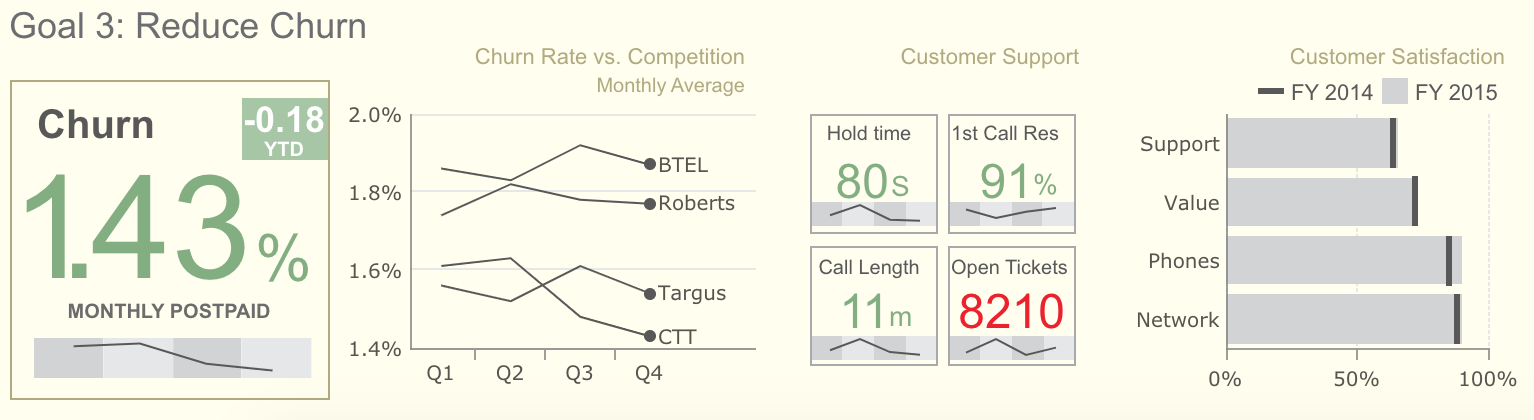 Goal 3: Reduce Churn
Churn
-0.18
YTD
1.43%
MONTHLY POSTPAID
Churn Rate vs. Competition
Monthly Average
2.0%
1.8%
1.6%
1.4%
BTEL
Roberts
Targus
CTT
Q1 Q2 Q3 Q4
Customer Support
Hold time
80s
1st Call Res
91%
Call Length
11m
Open Tickets
8210
Customer Satisfaction
FY 2014 FY 2015
Support
Value
Phones
Network
0% 50% 100%